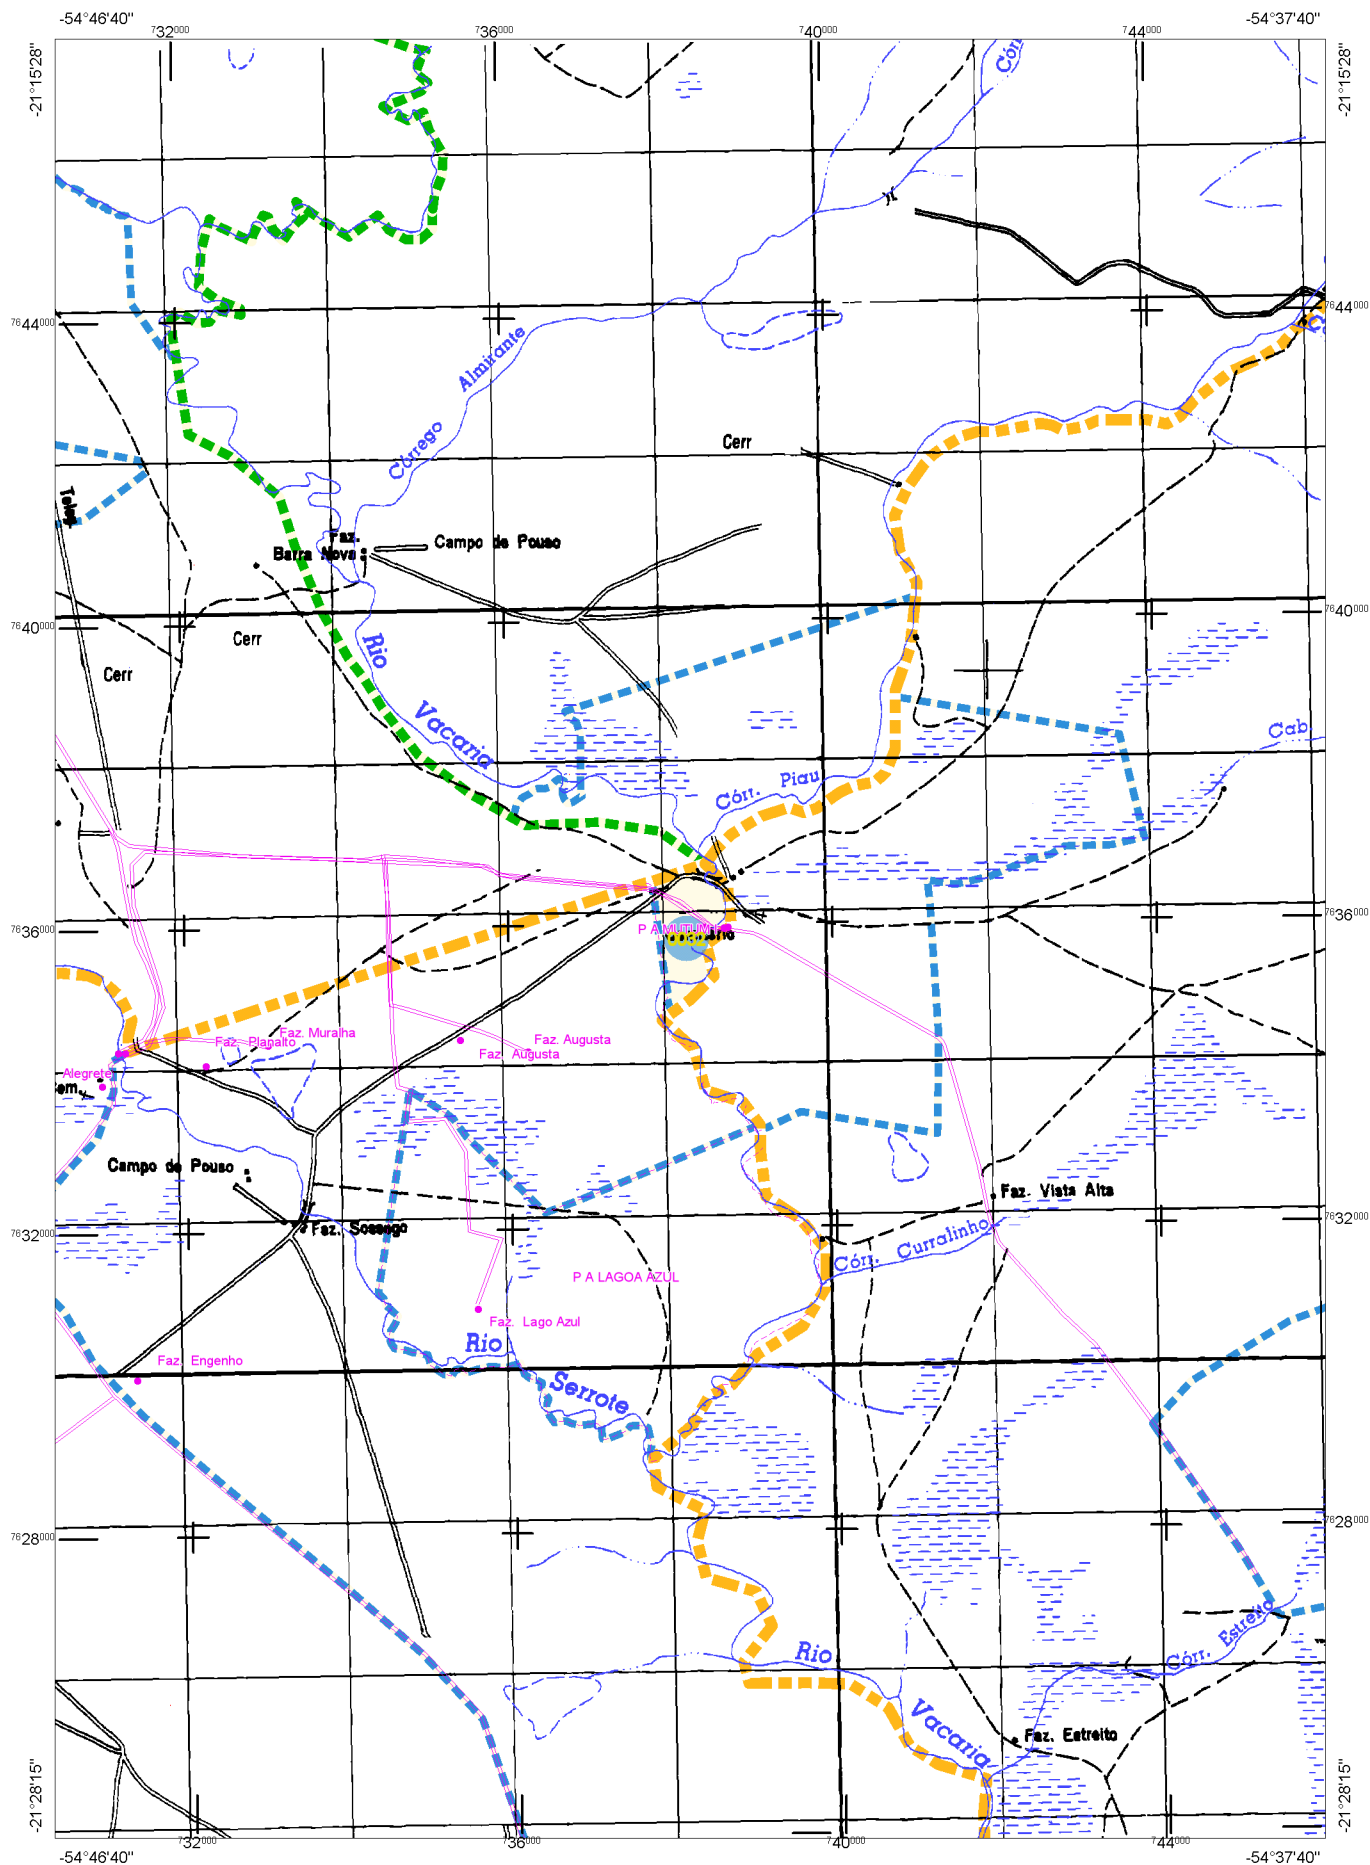 -54°46'40"
-54°37'40"
732000
736000
740000
744000
-21°15'28"
-21°15'28"
Córr
7644000
7644000
Almirante
Córrego
Cerr
Faz.
Barra Nova
Campo de Pouso
7640000
7640000
Cerr
Cerr
Rio
Vacaria
Córr. Piau
Cab.
7636000
7636000
P A MUTUM
0032
Faz. Muralha
Faz. Planalto
Faz. Augusta
Faz. Augusta
Alegrete
Campo de Pouso
Faz. Vista Alta
Faz. Sossego
7632000
7632000
Córr. Curralinho
P A LAGOA AZUL
Faz. Lago Azul
Rio
Faz. Engenho
Serrote
7628000
7628000
Córr. Estreito
Rio
Vacaria
Faz. Estreito
-21°28'15"
-21°28'15"
732000
736000
740000
744000
-54°46'40"
-54°37'40"